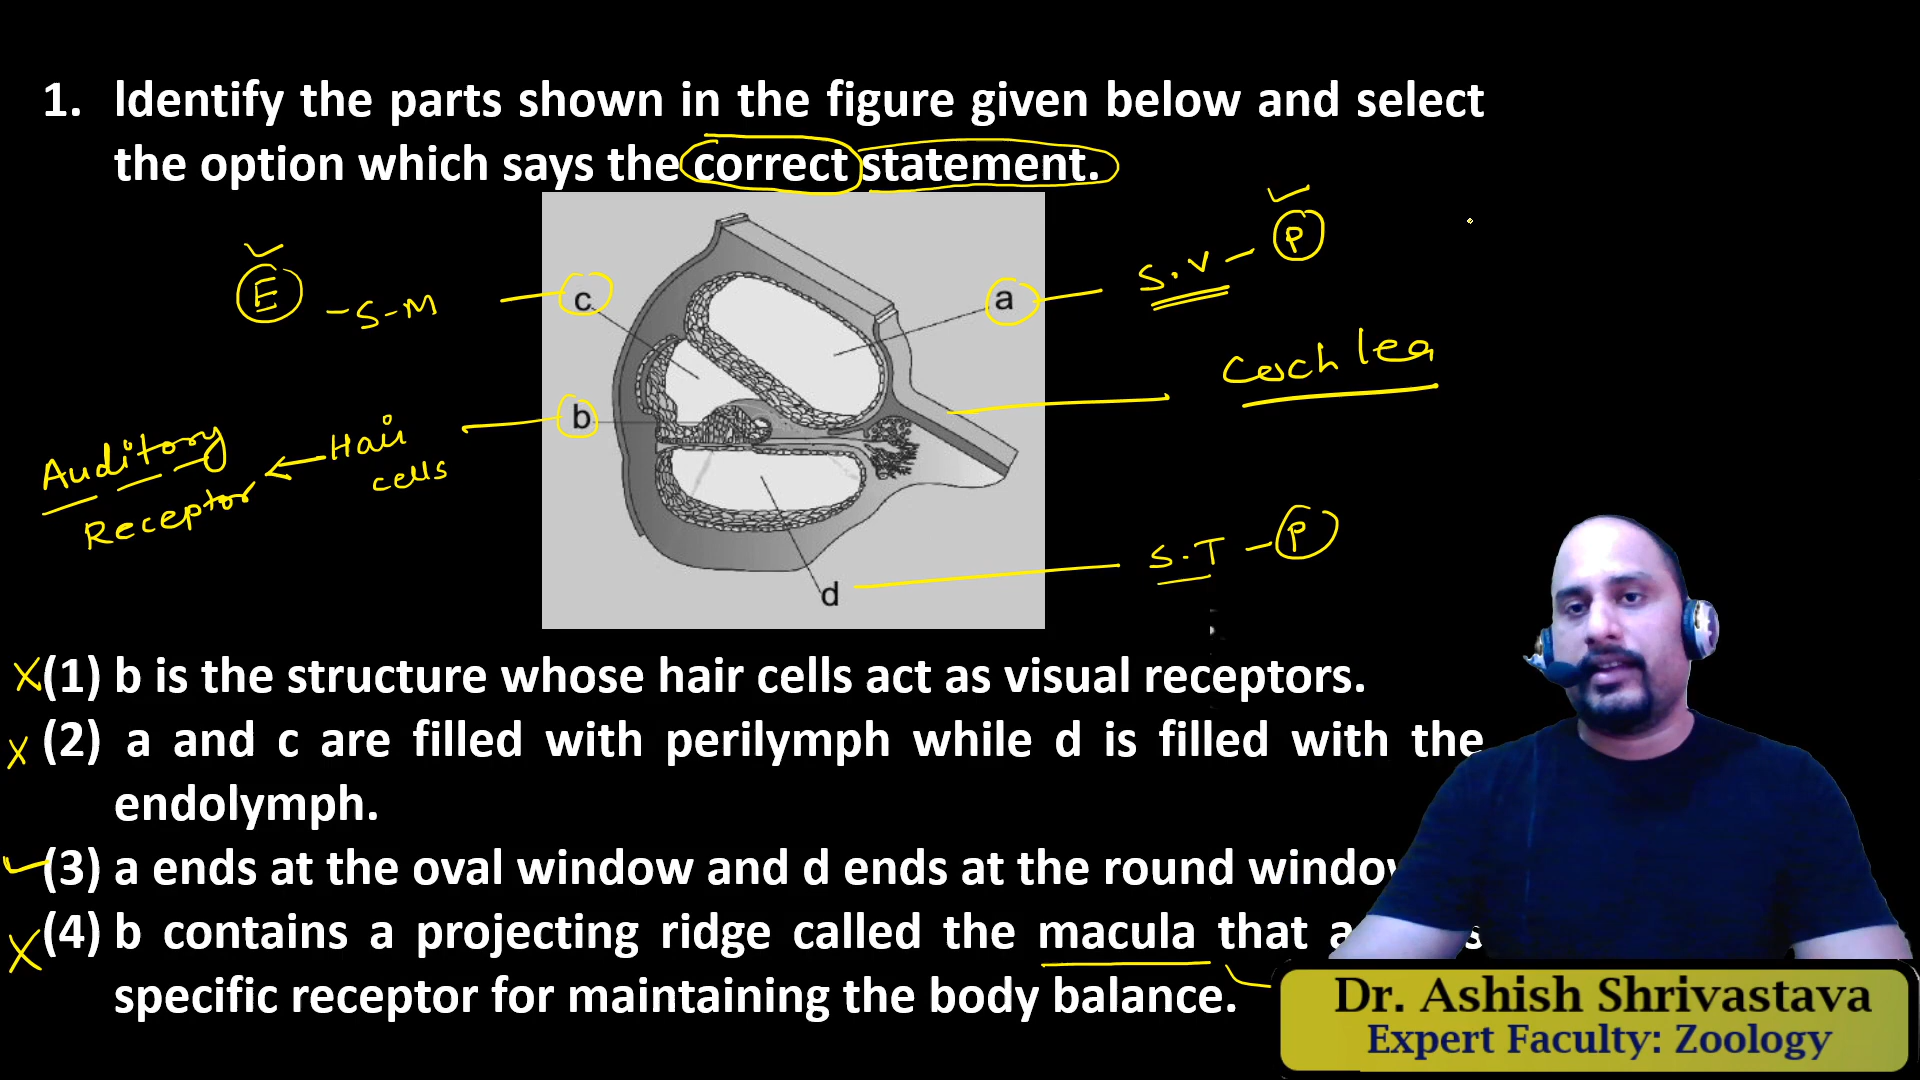 1. Identify the parts shown in the figure given below and select
the option which says the correct statement.
E - S-M
c
a
S.V - P
Cochlea
b
Hair
cells
Auditory
Receptor
S.T - P
d
X (1) b is the structure whose hair cells act as visual receptors.
X (2) a and c are filled with perilymph while d is filled with the
endolymph.
(3) a ends at the oval window and d ends at the round
X (4) b contains a projecting ridge called the macula that
specific receptor for maintaining the body balance.
Dr. Ashish Shrivastava
Expert Faculty: Zoology